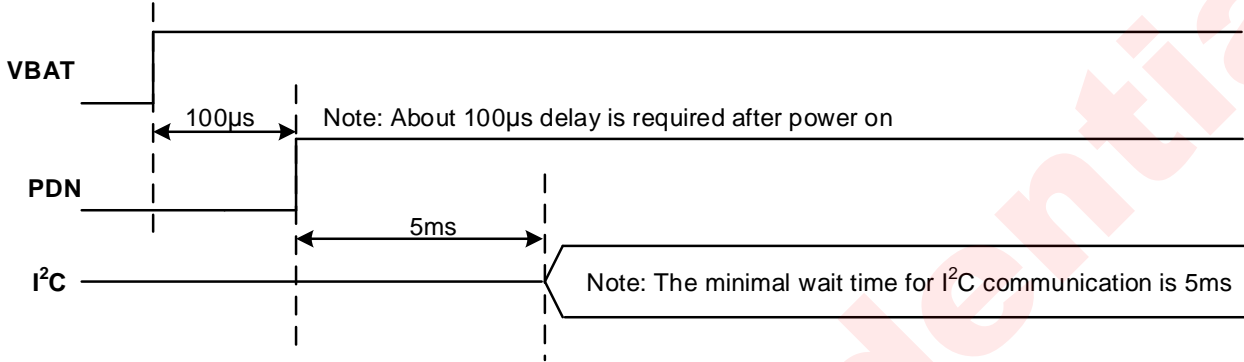 VBAT
100µs
Note: About 100µs delay is required after power on
PDN
5ms
I²C
Note: The minimal wait time for I²C communication is 5ms
dentia